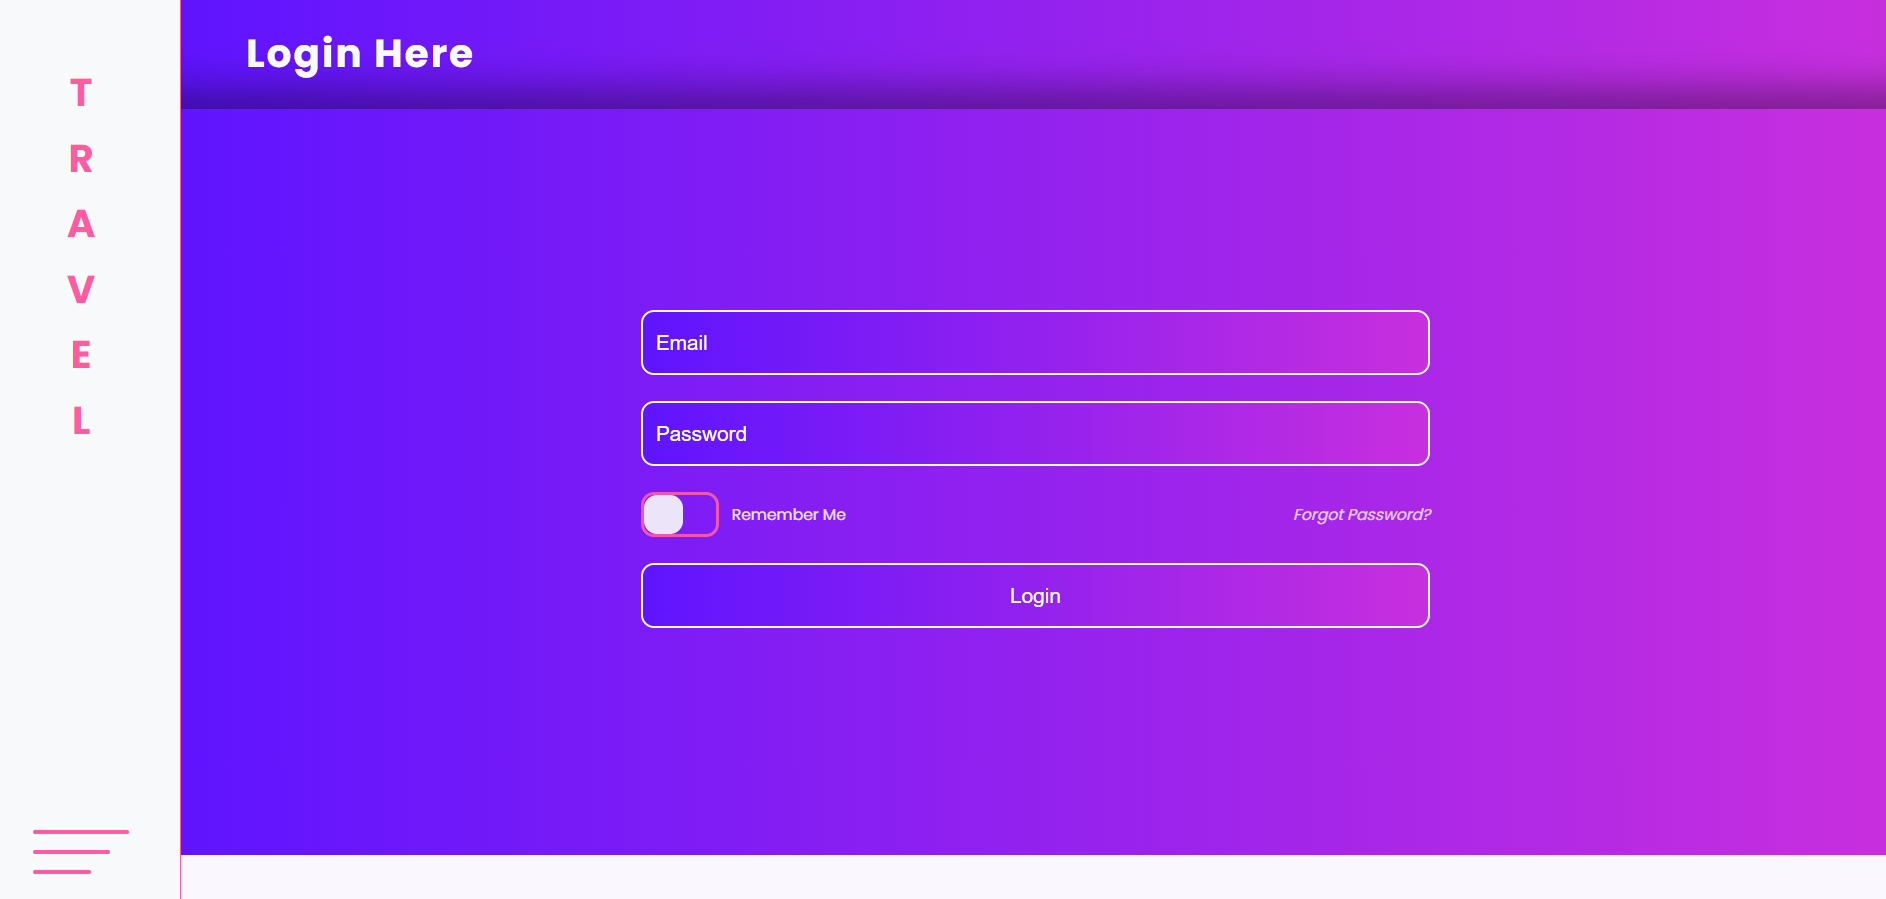 T
R
A
V
E
L
Login Here
Email
Password
Remember Me
Forgot Password?
Login